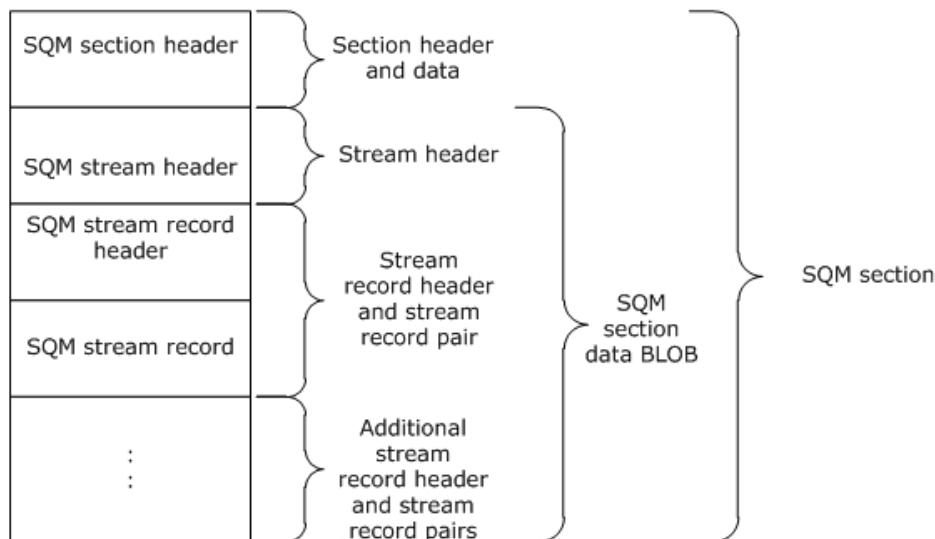 SQM section header
Section header
and data
SQM stream header
Stream header
SQM stream record
header
SQM stream record
Stream
record header
and stream
record pair
:
:
Additional
stream
record header
and stream
record pairs
SQM
section
data BLOB
SQM section